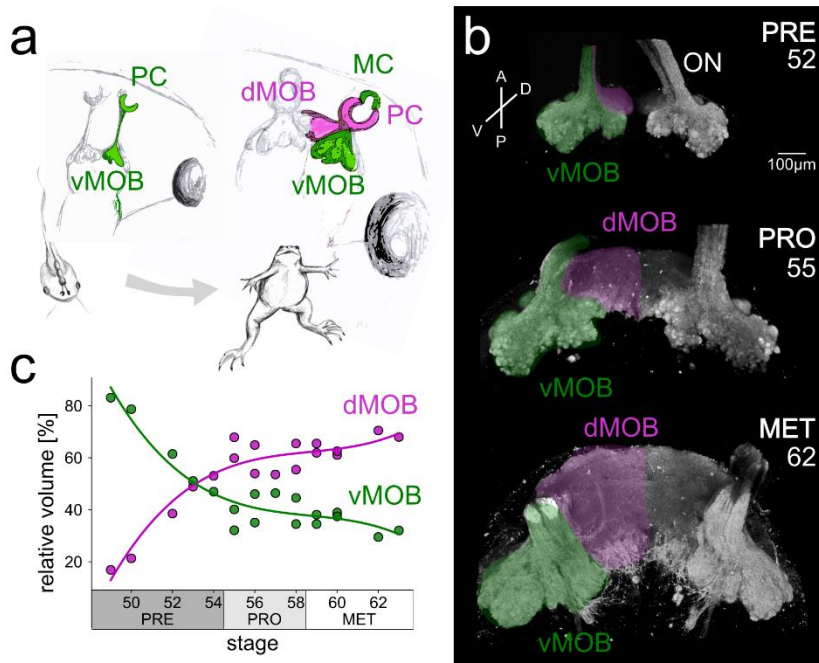 a
PC
vMOB
MC
dMOB
PC
vMOB
b
PRE
52
ON
A
D
V
P
vMOB
100µm
dMOB
PRO
55
vMOB
dMOB
MET
62
vMOB
c
relative volume [%]
80
60
40
20
dMOB
vMOB
50 52 54 56 58 60 62
PRE PRO MET
stage